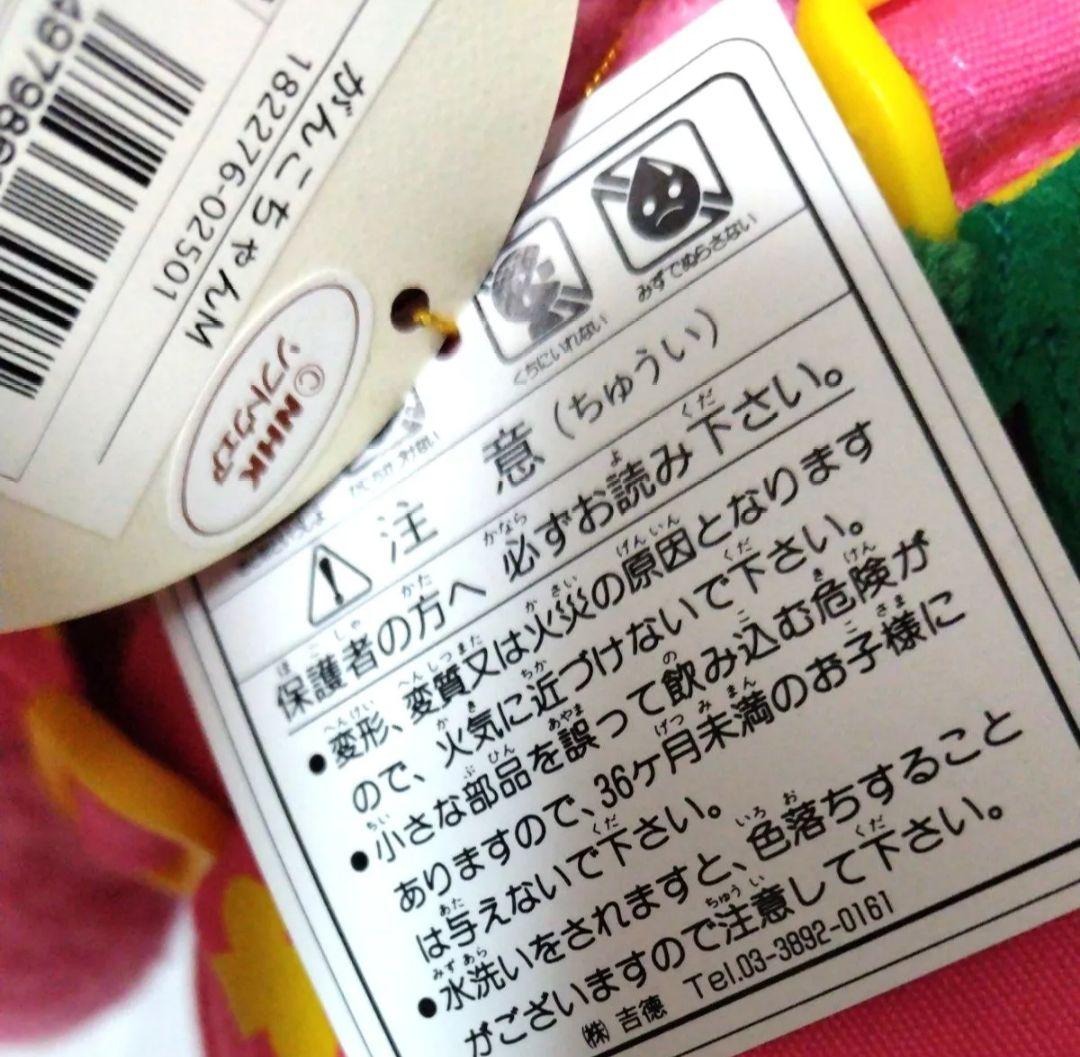 がんこちゃんM
182276-02501
©NHK
ソフトウェア
みずでぬらさない
くちにいれない
注 意(ちゅうい)
保護者の方へ 必ずお読み下さい。
●変形、変質又は火災の原因となります
ので、火気に近づけないで下さい。
●小さな部品を誤って飲み込む危険が
ありますので、36ケ月未満のお子様に
は与えないで下さい。
●水洗いをされますと、色落ちすること
がございますので注意して下さい。
㈱吉徳 Tel.03-3892-0161